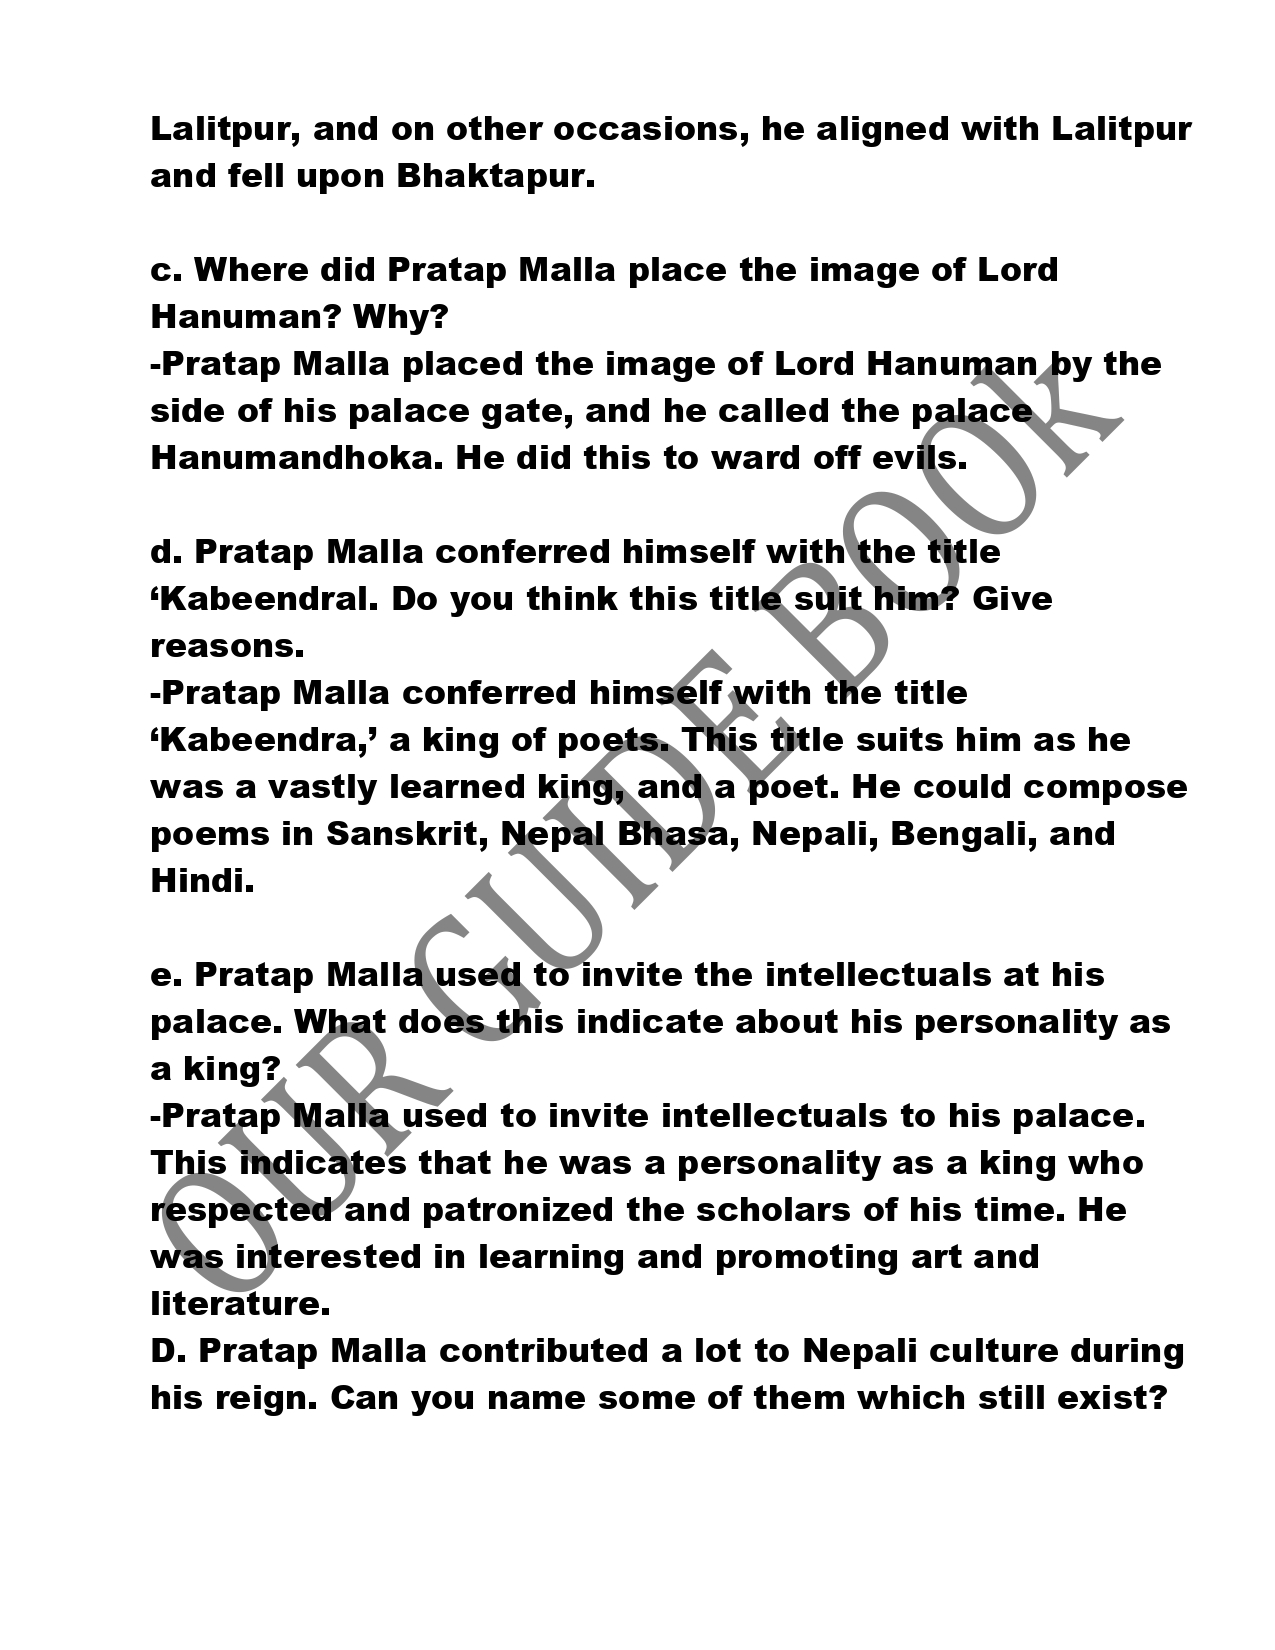 Lalitpur, and on other occasions, he aligned with Lalitpur
and fell upon Bhaktapur.
c. Where did Pratap Malla place the image of Lord
Hanuman? Why?
-Pratap Malla placed the image of Lord Hanuman by the
side of his palace gate, and he called the palace
Hanumandhoka. He did this to ward off evils.
d. Pratap Malla conferred himself with the title
‘Kabeendral. Do you think this title suit him? Give
reasons.
-Pratap Malla conferred himself with the title
‘Kabeendra,’ a king of poets. This title suits him as he
was a vastly learned king, and a poet. He could compose
poems in Sanskrit, Nepal Bhasa, Nepali, Bengali, and
Hindi.
e. Pratap Malla used to invite the intellectuals at his
palace. What does this indicate about his personality as
a king?
-Pratap Malla used to invite intellectuals to his palace.
This indicates that he was a personality as a king who
respected and patronized the scholars of his time. He
was interested in learning and promoting art and
literature.
D. Pratap Malla contributed a lot to Nepali culture during
his reign. Can you name some of them which still exist?
OUR GUIDE BOOk